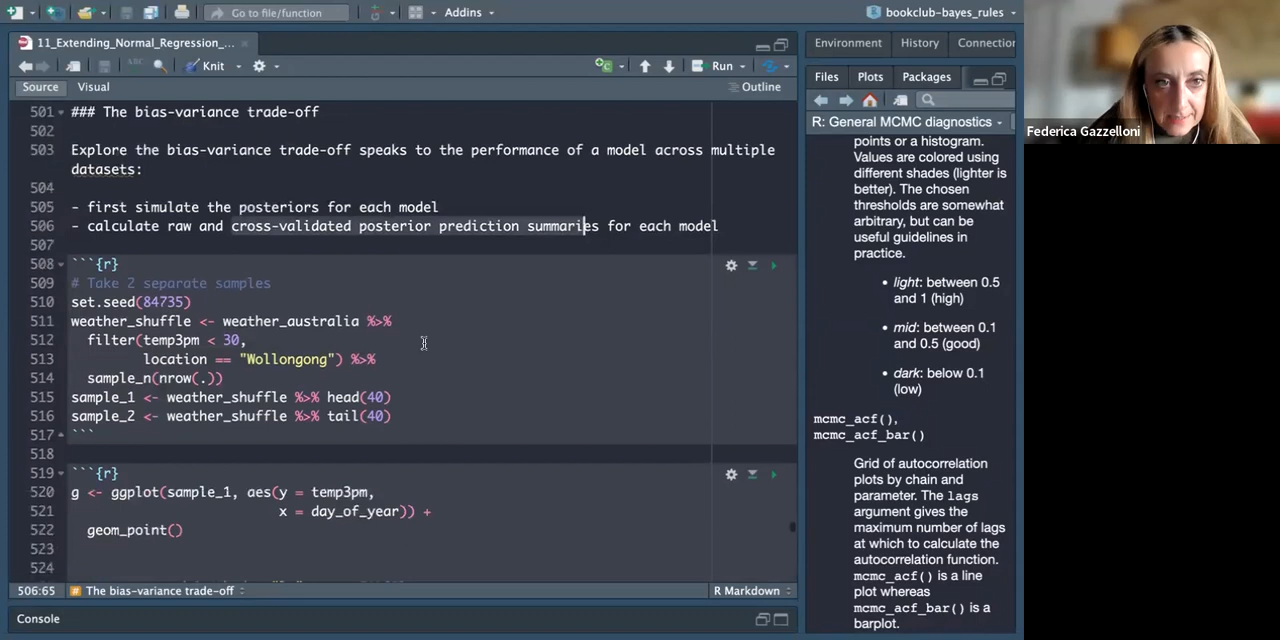 Go to file/function
Addins
bookclub-bayes_rules
11_Extending_Normal_Regression_...
ABC
Knit
Run
Source
Visual
Outline
501 ### The bias-variance trade-off
502
503 Explore the bias-variance trade-off speaks to the performance of a model across multiple
datasets:
504
505 - first simulate the posteriors for each model
506 - calculate raw and cross-validated posterior prediction summaries for each model
507
508 ```{r}
509 # Take 2 separate samples
510 set.seed(84735)
511 weather_shuffle <- weather_australia %>%
512 filter(temp3pm < 30,
513 location == "Wollongong") %>%
514 sample_n(nrow(.))
515 sample_1 <- weather_shuffle %>% head(40)
516 sample_2 <- weather_shuffle %>% tail(40)
517 ```
518
519 ```{r}
520 g <- ggplot(sample_1, aes(y = temp3pm,
521 x = day_of_year)) +
522 geom_point()
523
524
506:65
The bias-variance trade-off
R Markdown
Console
Environment
History
Connection
Files
Plots
Packages
R: General MCMC diagnostics
points or a histogram.
Values are colored using
different shades (lighter is
better). The chosen
thresholds are somewhat
arbitrary, but can be
useful guidelines in
practice.
• light: between 0.5
and 1 (high)
• mid: between 0.1
and 0.5 (good)
• dark: below 0.1
(low)
mcmc_acf(),
mcmc_acf_bar()
Grid of autocorrelation
plots by chain and
parameter. The lags
argument gives the
maximum number of lags
at which to calculate the
autocorrelation function.
mcmc_acf() is a line
plot whereas
mcmc_acf_bar() is a
barplot.
Federica Gazzelloni